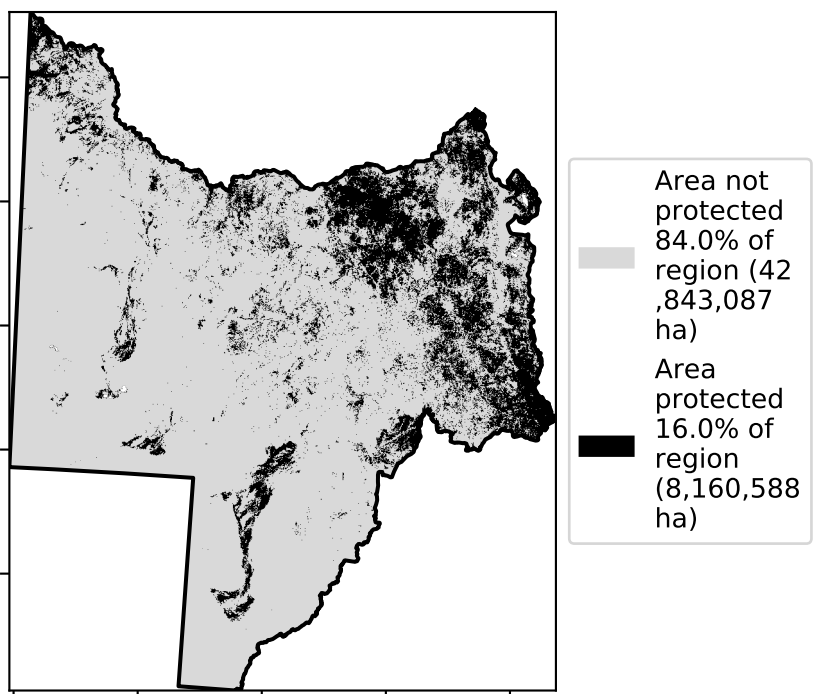 Area not
protected
84.0% of
region (42
,843,087
ha)
Area
protected
16.0% of
region
(8,160,588
ha)